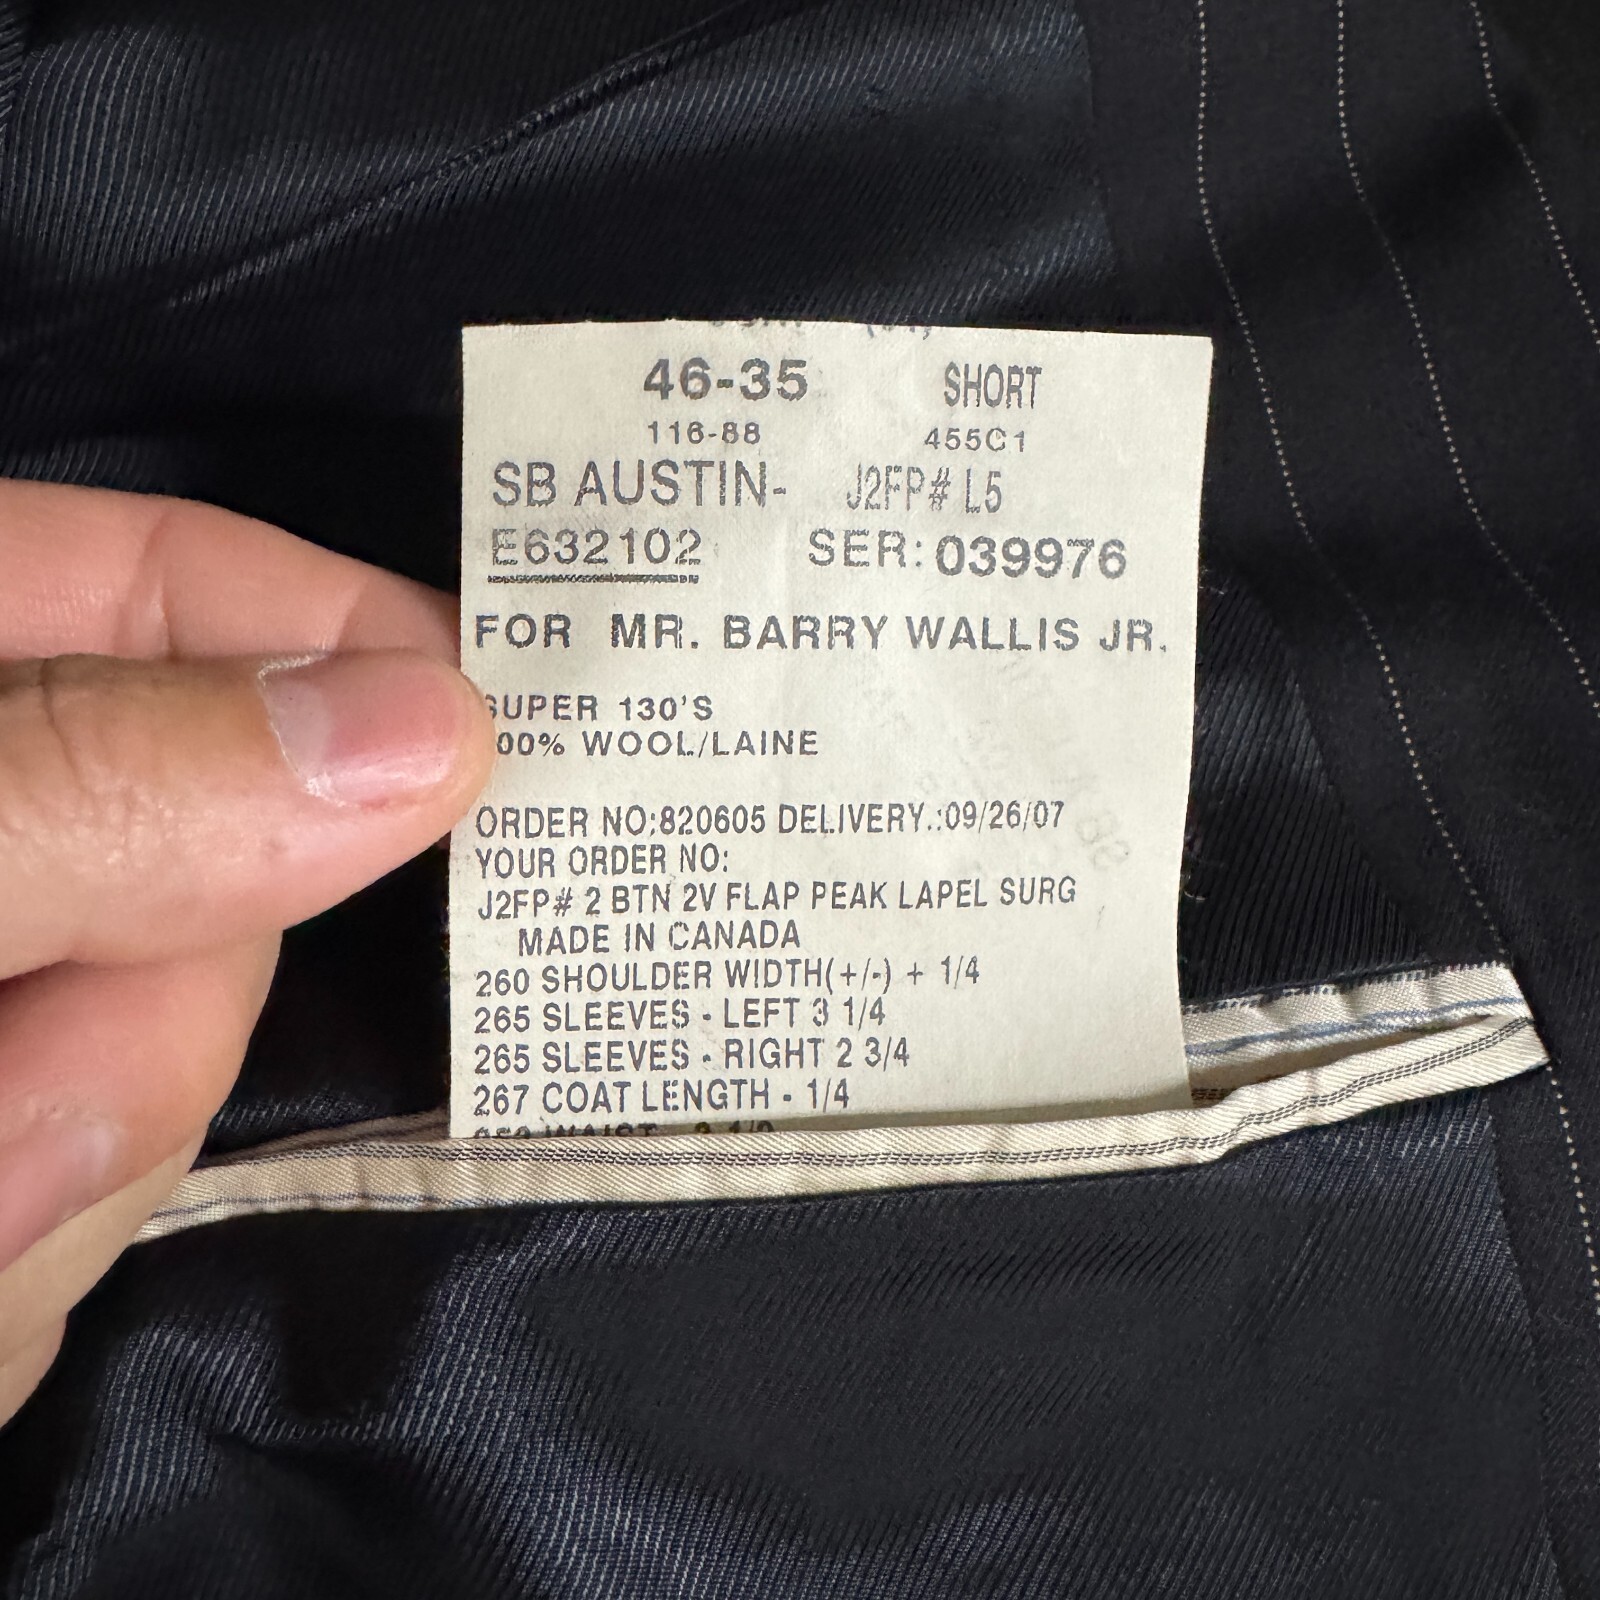 46-35 SHORT
116-88 455C1
SB AUSTIN- J2FP# L5
E632102 SER: 039976
FOR MR. BARRY WALLIS JR.
SUPER 130'S
00% WOOL/LAINE
ORDER NO:820605 DELIVERY.:09/26/07
YOUR ORDER NO:
J2FP# 2 BTN 2V FLAP PEAK LAPEL SURG
MADE IN CANADA
260 SHOULDER WIDTH(+/-) + 1/4
265 SLEEVES - LEFT 3 1/4
265 SLEEVES - RIGHT 2 3/4
267 COAT LENGTH - 1/4
WAIST